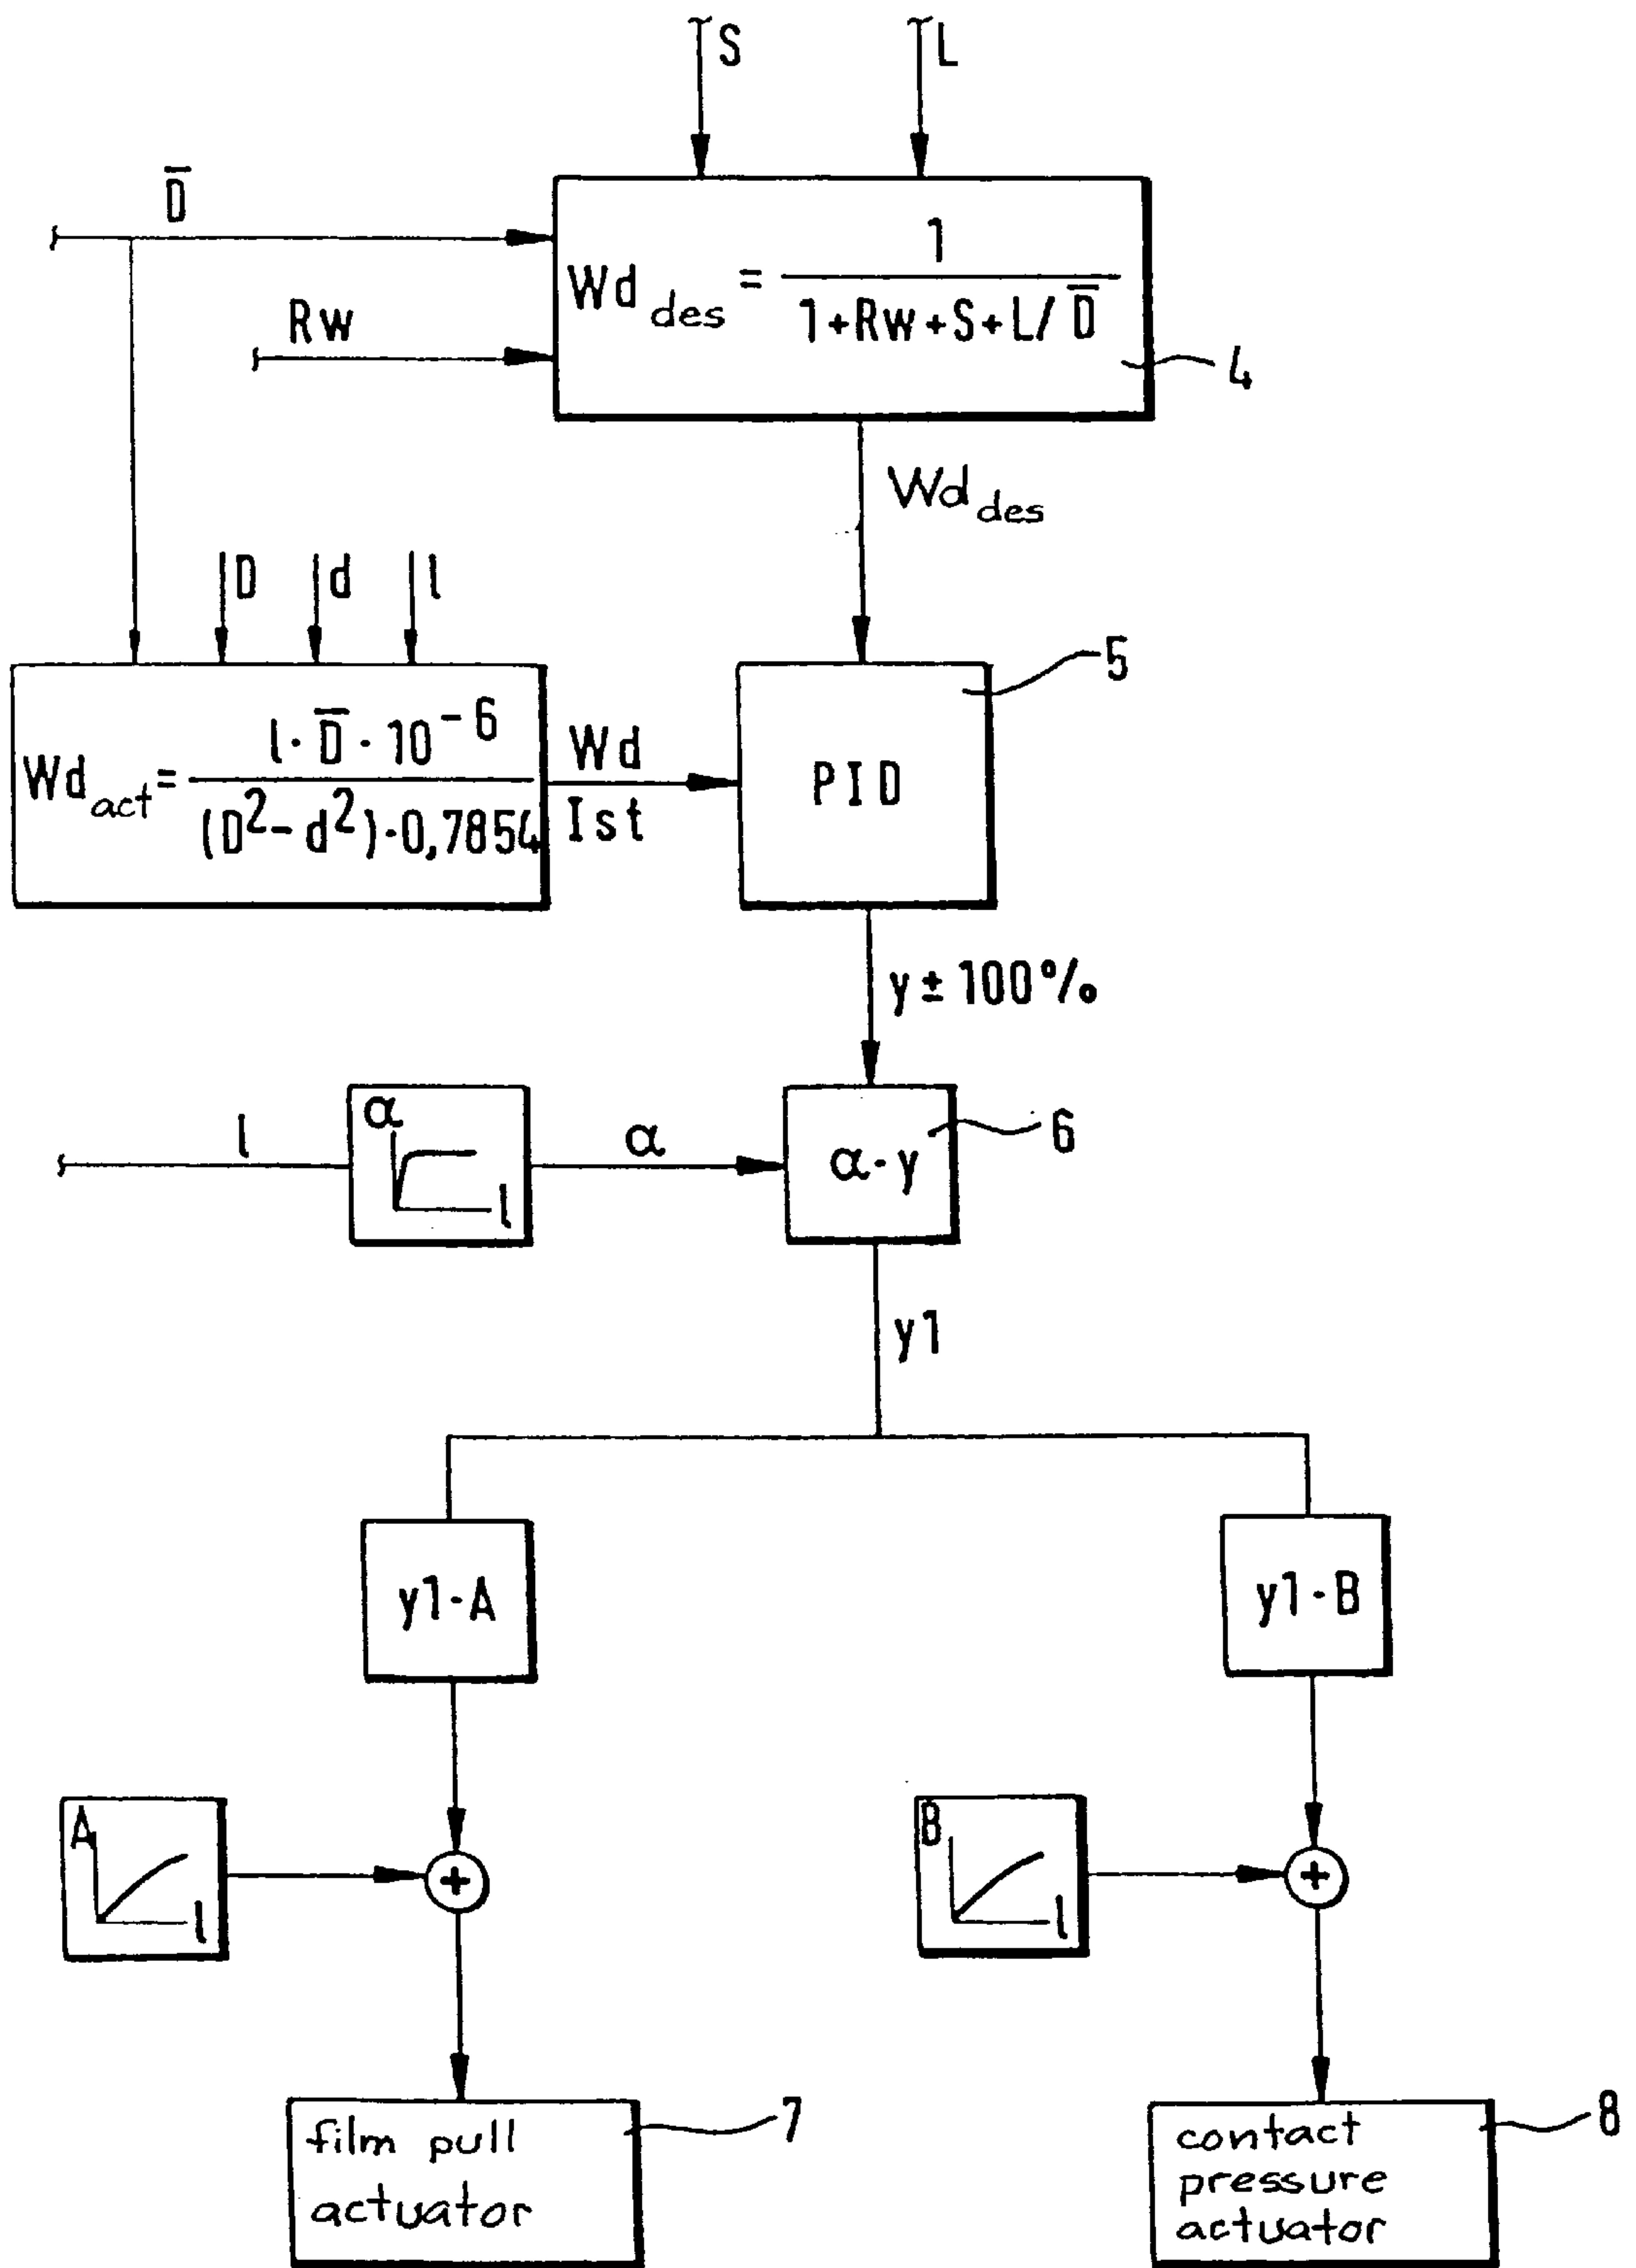 S L
D̅
Wd des = 1
1+Rw+S+L/ D̅
Rw
4
Wd des
D d l
5
Wd act = l · D̅ · 10⁻⁶
(D²-d²)·0,7854
Wd
Ist
PID
y ± 100%
l
α
l
α
α·y
6
y1
y1·A
y1·B
A
l
+
B
l
+
film pull
actuator
7
contact
pressure
actuator
8